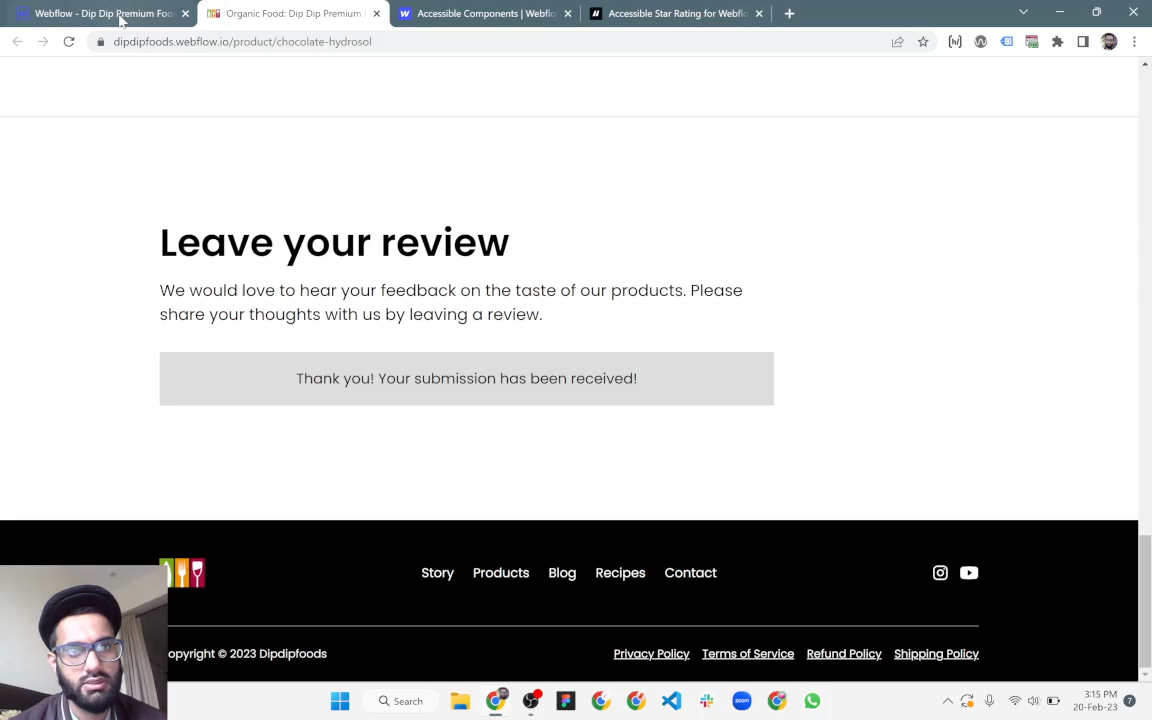 Webflow - Dip Dip Premium Foo
Organic Food: Dip Dip Premium
Accessible Components | Webflo
Accessible Star Rating for Webfl
dipdipfoods.webflow.io/product/chocolate-hydrosol
Leave your review
We would love to hear your feedback on the taste of our products. Please
share your thoughts with us by leaving a review.
Thank you! Your submission has been received!
Story Products Blog Recipes Contact
opyright © 2023 Dipdipfoods
Privacy Policy Terms of Service Refund Policy Shipping Policy
Search
zoom
3:15 PM
20-Feb-23
7